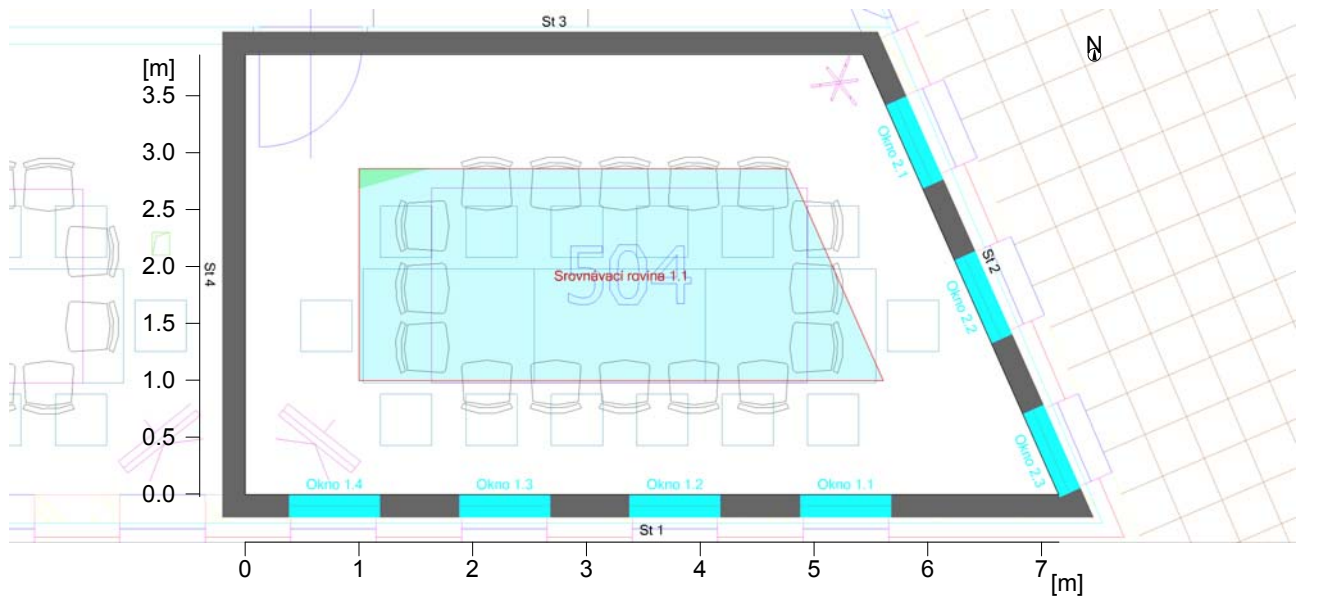 St 3
N
[m]
3.5
3.0
2.5
2.0
1.5
1.0
0.5
0.0
Okno 2.1
504
Srovnávací rovina 1.1
St 4
St 2
Okno 2.2
Okno 2.3
Okno 1.4
Okno 1.3
Okno 1.2
Okno 1.1
St 1
0
1
2
3
4
5
6
7
[m]